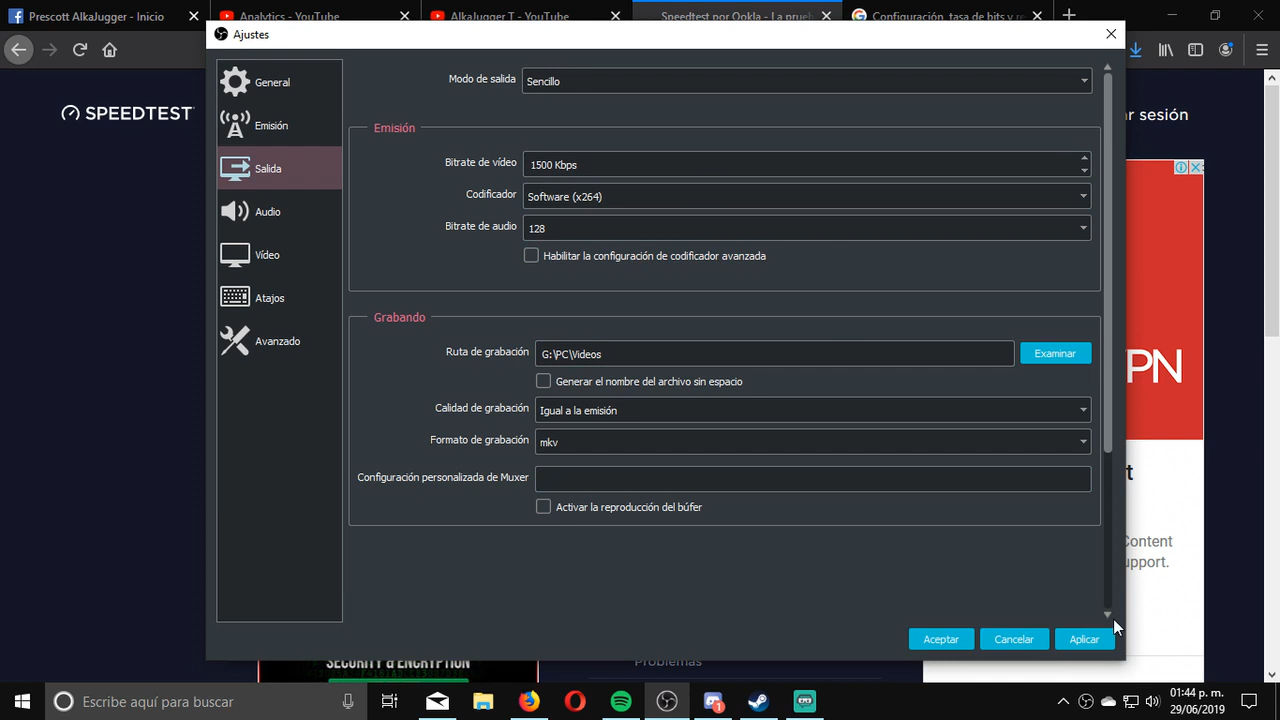 Prescott AlkaJugger - Inicio
Analytics - YouTube
AlkaJugger T - YouTube
Speedtest por Ookla - La prueba
Configuración, tasa de bits y re
Ajustes
SPEEDTEST
ar sesión
General
Emisión
Salida
Audio
Vídeo
Atajos
Avanzado
Modo de salida
Sencillo
Emisión
Bitrate de vídeo
1500 Kbps
Codificador
Software (x264)
Bitrate de audio
128
Habilitar la configuración de codificador avanzada
Grabando
Ruta de grabación
G:\PC\Videos
Examinar
Generar el nombre del archivo sin espacio
Calidad de grabación
Igual a la emisión
Formato de grabación
mkv
Configuración personalizada de Muxer
Activar la reproducción del búfer
PN
t
Content
upport.
Aceptar
Cancelar
Aplicar
SECURITY & ENCRYPTION
Problemas
Escribe aquí para buscar
1
01:44 p. m.
29/06/2019